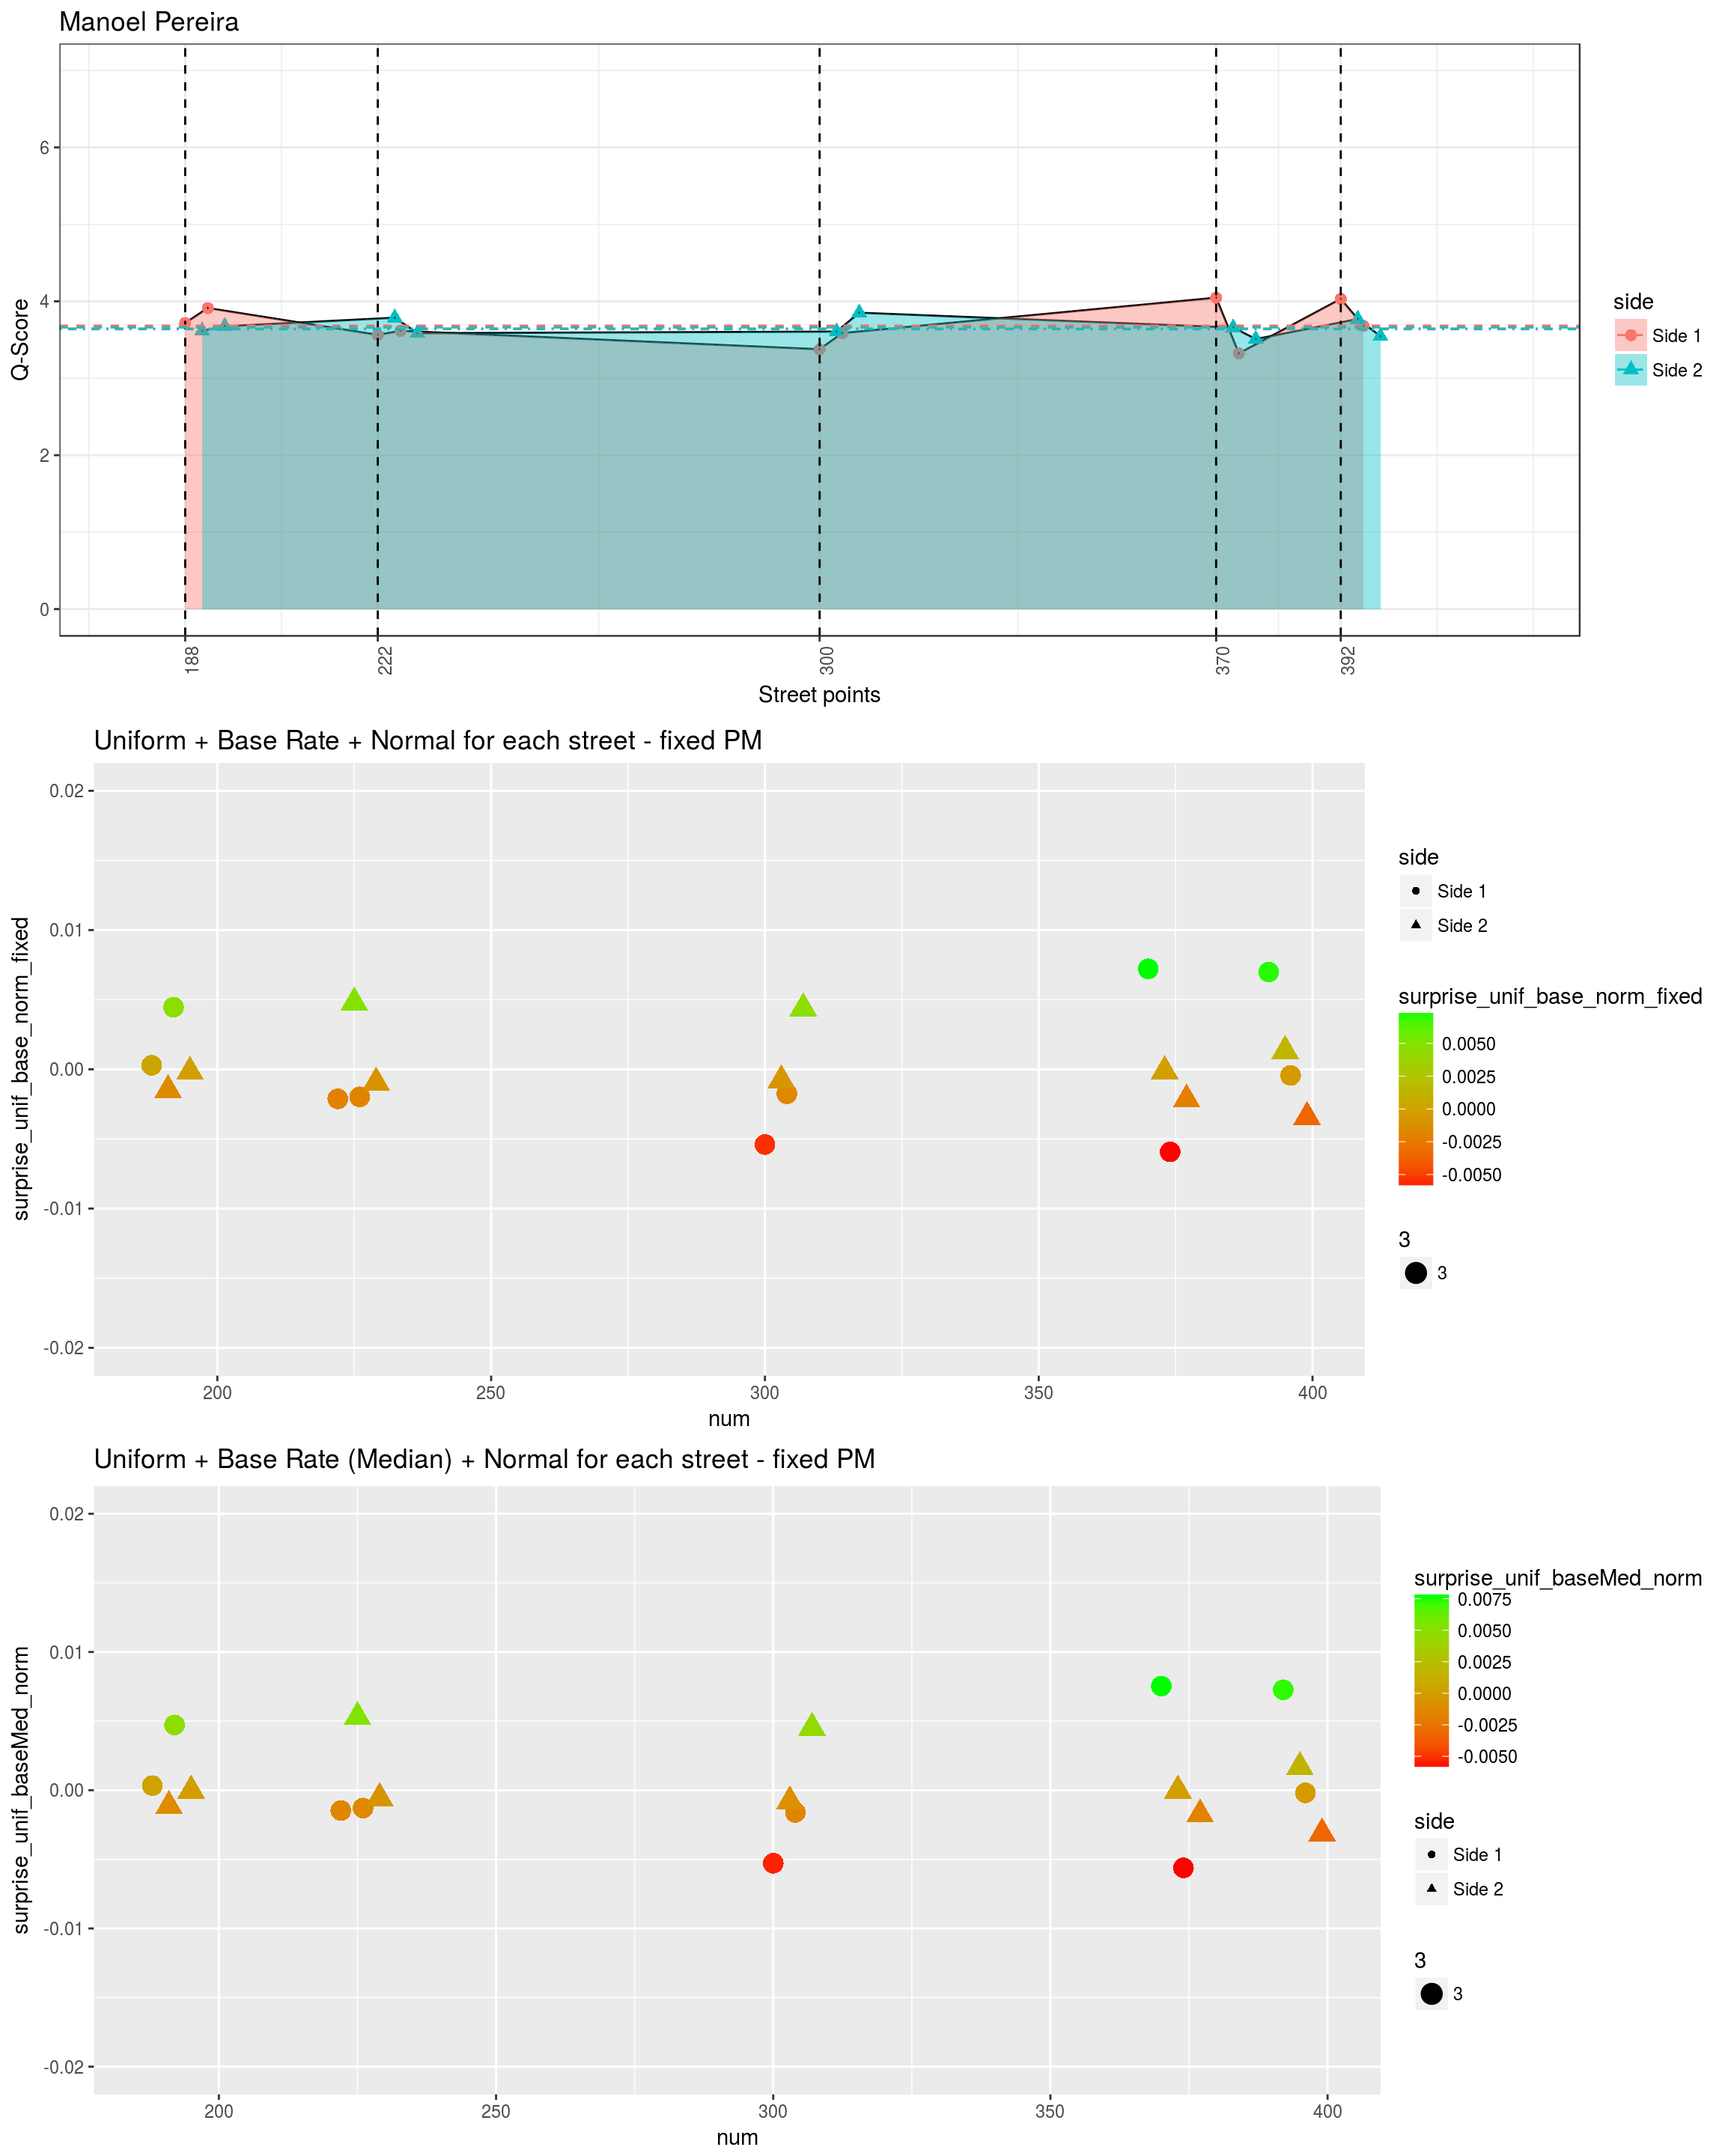 Manoel Pereira
6
4
2
0
Q-Score
188
222
300
370
392
Street points
side
Side 1
Side 2
Uniform + Base Rate + Normal for each street - fixed PM
0.02
0.01
0.00
-0.01
-0.02
surprise_unif_base_norm_fixed
200
250
300
350
400
num
side
Side 1
Side 2
surprise_unif_base_norm_fixed
0.0050
0.0025
0.0000
-0.0025
-0.0050
3
3
Uniform + Base Rate (Median) + Normal for each street - fixed PM
0.02
0.01
0.00
-0.01
-0.02
surprise_unif_baseMed_norm
200
250
300
350
400
num
surprise_unif_baseMed_norm
0.0075
0.0050
0.0025
0.0000
-0.0025
-0.0050
side
Side 1
Side 2
3
3